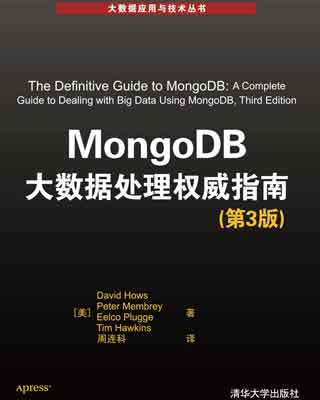 大数据应用与技术丛书
The Definitive Guide to MongoDB: A Complete
Guide to Dealing with Big Data Using MongoDB, Third Edition
MongoDB
大数据处理权威指南
(第3版)
David Hows
[美] Peter Membrey 著
Eelco Plugge
Tim Hawkins
周连科 译
Apress®
清华大学出版社